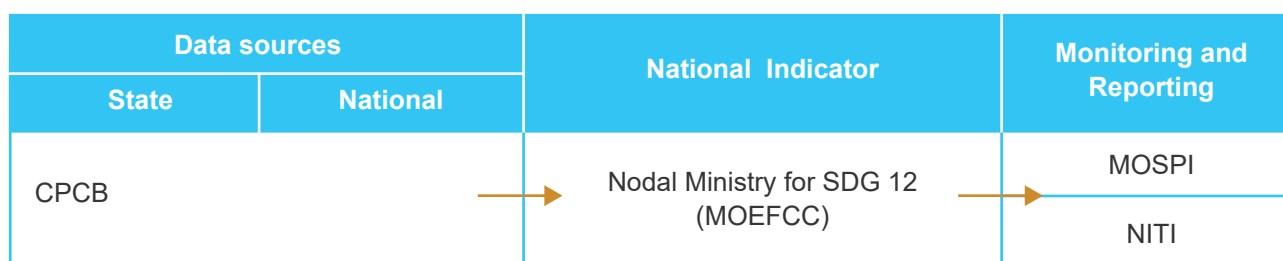 Data sources
State
National
National Indicator
Monitoring and
Reporting
CPCB
Nodal Ministry for SDG 12
(MOEFCC)
MOSPI
NITI